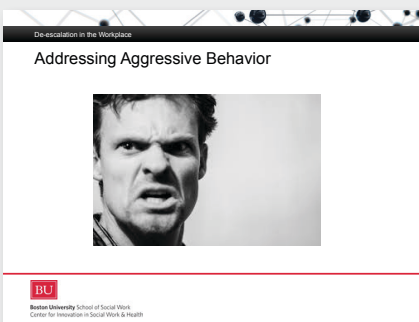 De-escalation in the Workplace
Addressing Aggressive Behavior
BU
Boston University School of Social Work
Center for Innovation in Social Work & Health